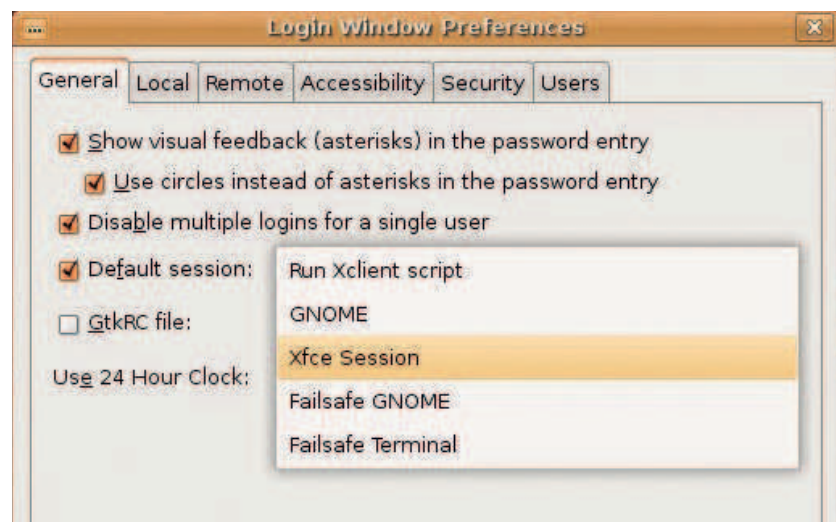 Login Window Preferences
General Local Remote Accessibility Security Users
Show visual feedback (asterisks) in the password entry
Use circles instead of asterisks in the password entry
Disable multiple logins for a single user
Default session:
Run Xclient script
GNOME
Xfce Session
Failsafe GNOME
Failsafe Terminal
GtkRC file:
Use 24 Hour Clock: